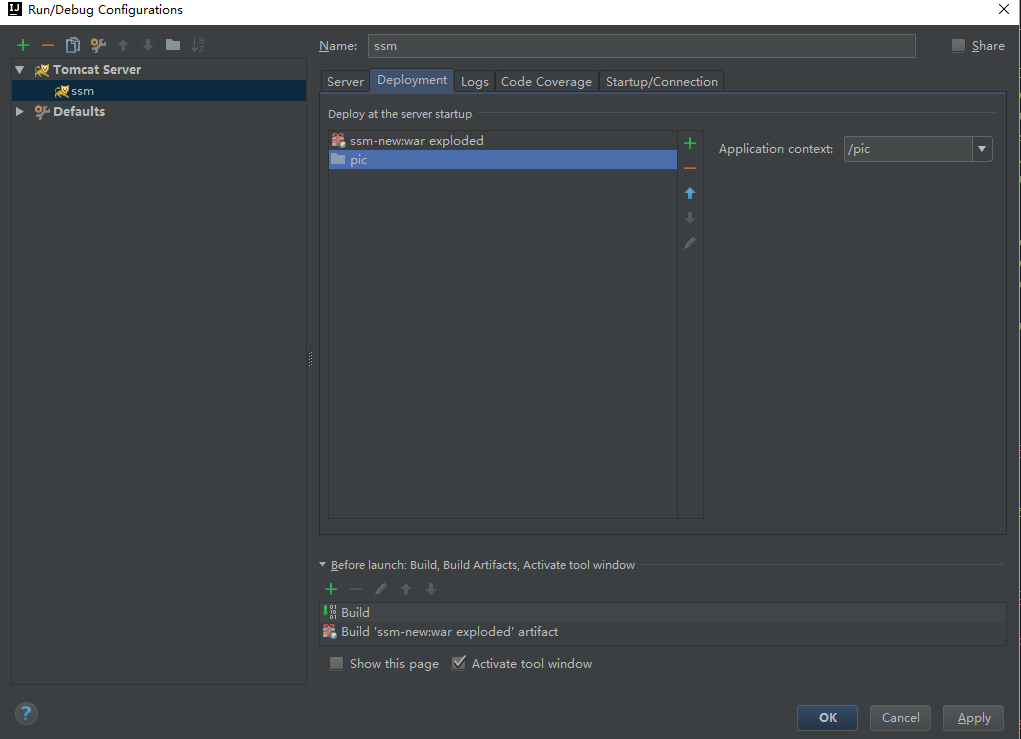 Run/Debug Configurations
Name: ssm Share
Tomcat Server
ssm
Defaults
Server Deployment Logs Code Coverage Startup/Connection
Deploy at the server startup
ssm-new:war exploded
pic
Application context: /pic
Before launch: Build, Build Artifacts, Activate tool window
Build
Build 'ssm-new:war exploded' artifact
Show this page Activate tool window
? OK Cancel Apply